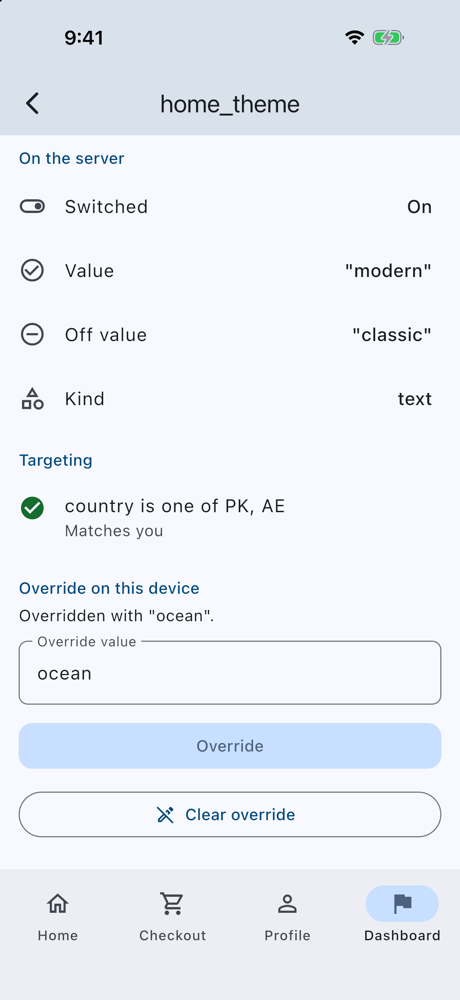 9:41
home_theme
On the server
Switched On
Value "modern"
Off value "classic"
Kind text
Targeting
country is one of PK, AE
Matches you
Override on this device
Overridden with "ocean".
Override value
ocean
Override
Clear override
Home Checkout Profile Dashboard